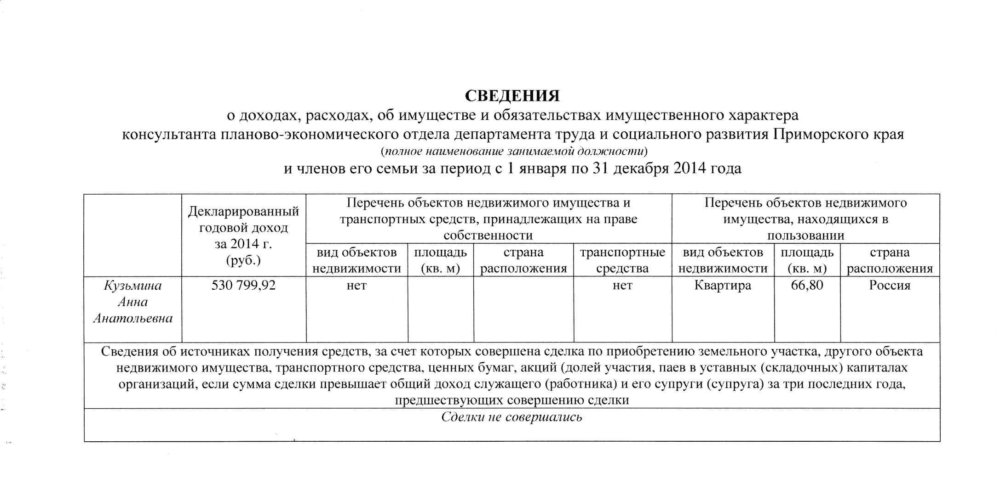 СВЕДЕНИЯ
о доходах, расходах, об имуществе и обязательствах имущественного характера
консультанта планово-экономического отдела департамента труда и социального развития Приморского края
(полное наименование занимаемой должности)
и членов его семьи за период с 1 января по 31 декабря 2014 года
Декларированный
годовой доход
за 2014 г.
(руб.)
Перечень объектов недвижимого имущества и
транспортных средств, принадлежащих на праве
собственности
Перечень объектов недвижимого
имущества, находящихся в
пользовании
вид объектов
недвижимости
площадь
(кв. м)
страна
расположения
транспортные
средства
вид объектов
недвижимости
площадь
(кв. м)
страна
расположения
Кузьмина
Анна
Анатольевна
530 799,92
нет
нет
Квартира
66,80
Россия
Сведения об источниках получения средств, за счет которых совершена сделка по приобретению земельного участка, другого объекта
недвижимого имущества, транспортного средства, ценных бумаг, акций (долей участия, паев в уставных (складочных) капиталах
организаций, если сумма сделки превышает общий доход служащего (работника) и его супруги (супруга) за три последних года,
предшествующих совершению сделки
Сделки не совершались